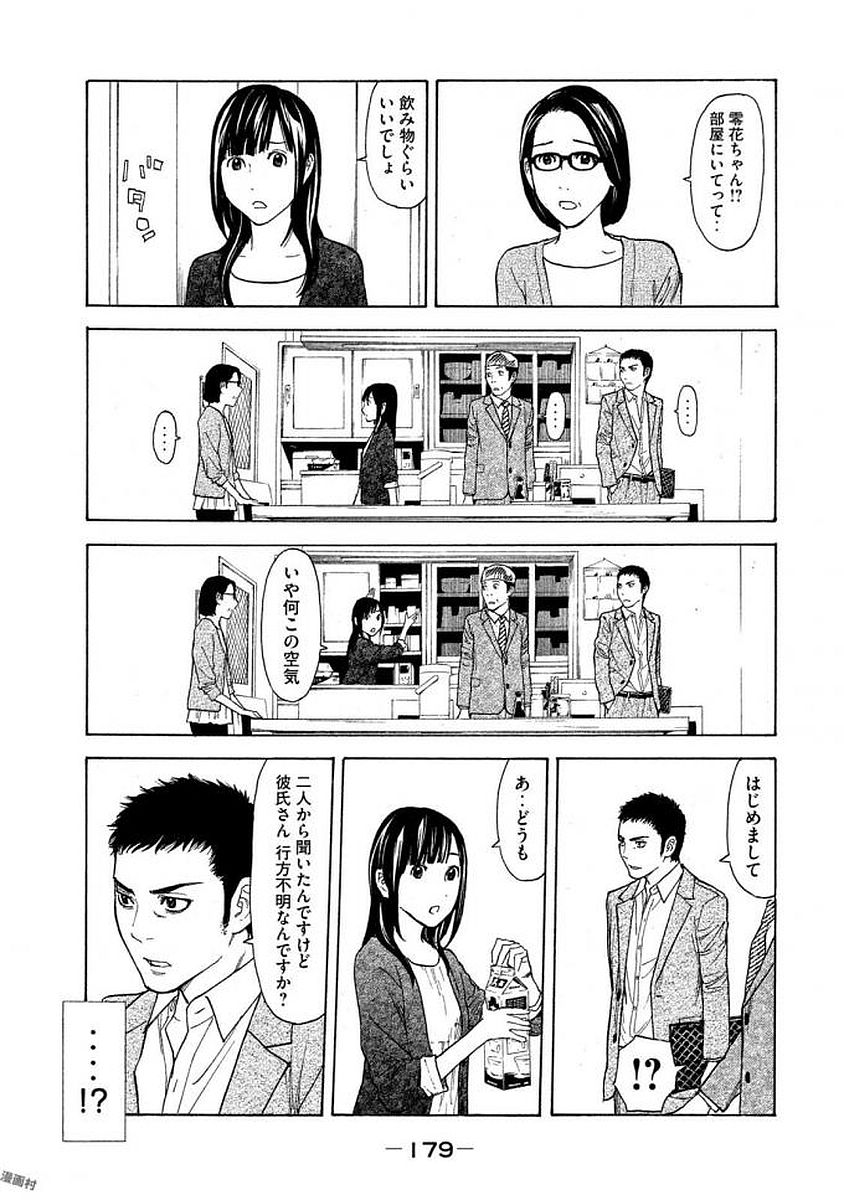 零花ちゃん!?
部屋にいてって‥
飲み物ぐらい
いいでしょ
バタン
‥‥
‥‥
‥‥
いや何この空気
はじめまして
!?
あ‥どうも
二人から聞いたんですけど
彼氏さん 行方不明なんですか?
‥‥!?
—179—
漫画村